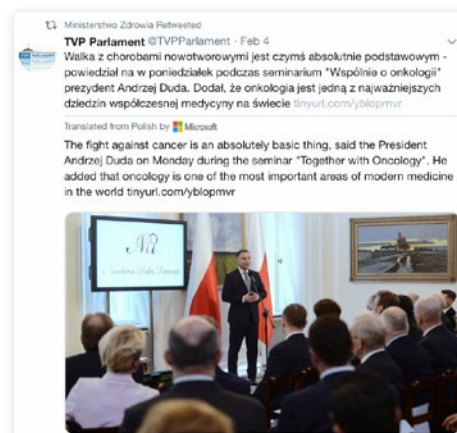 Ministerstwo Zdrowia Retweeted
TVP Parlament @TVPParlament · Feb 4
Walka z chorobami nowotworowymi jest czymś absolutnie podstawowym -
powiedział na w poniedziałek podczas seminarium "Wspólnie o onkologii"
prezydent Andrzej Duda. Dodał, że onkologia jest jedną z najważniejszych
dziedzin współczesnej medycyny na świecie tinyurl.com/yblopmvr
Translated from Polish by Microsoft
The fight against cancer is an absolutely basic thing, said the President
Andrzej Duda on Monday during the seminar "Together with Oncology". He
added that oncology is one of the most important areas of modern medicine
in the world tinyurl.com/yblopmvr